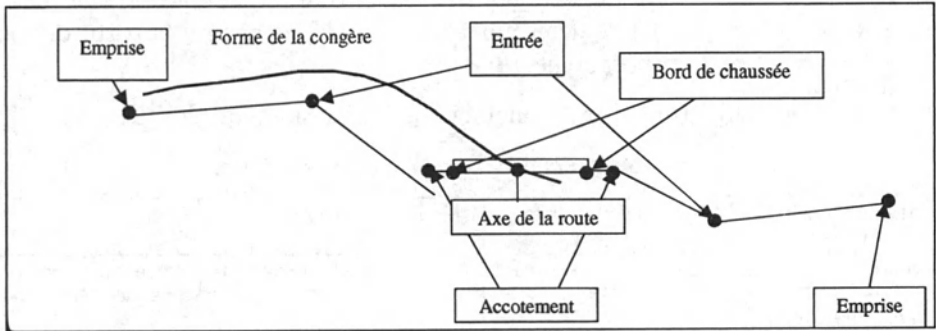 Emprise
Forme de la congère
Entrée
Bord de chaussée
Axe de la route
Accotement
Emprise